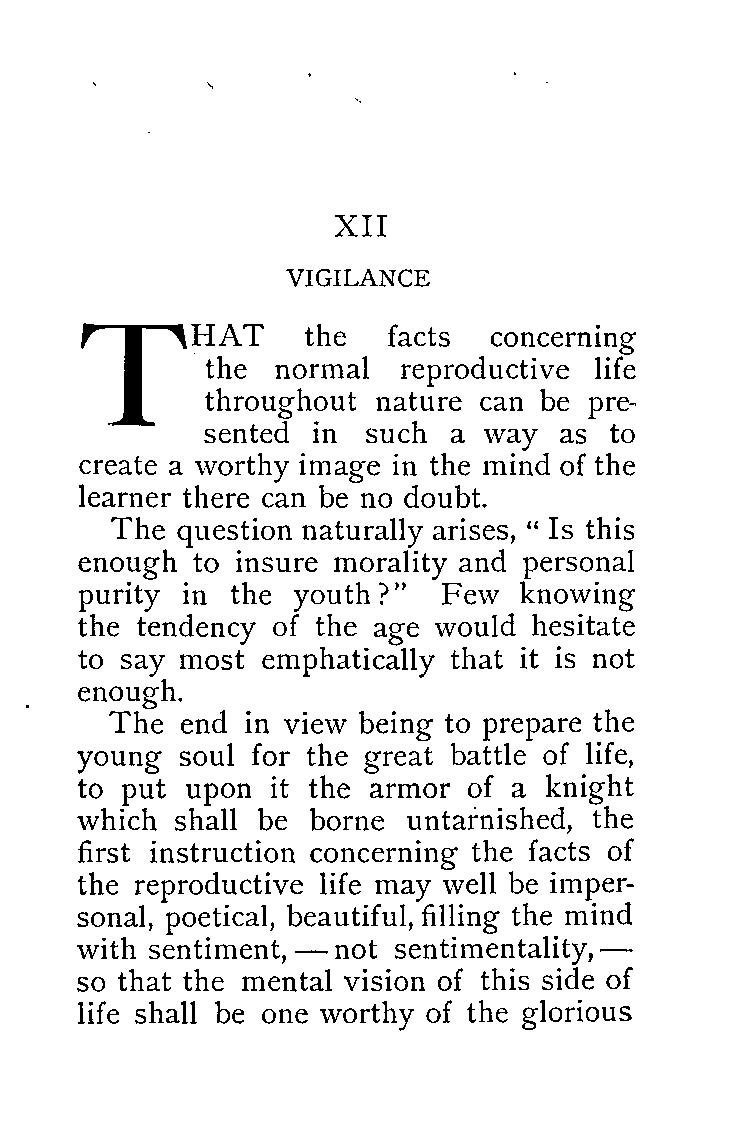 XII
VIGILANCE
THAT the facts concerning
the normal reproductive life
throughout nature can be pre-
sented in such a way as to
create a worthy image in the mind of the
learner there can be no doubt.
The question naturally arises, “ Is this
enough to insure morality and personal
purity in the youth?” Few knowing
the tendency of the age would hesitate
to say most emphatically that it is not
enough.
The end in view being to prepare the
young soul for the great battle of life,
to put upon it the armor of a knight
which shall be borne untarnished, the
first instruction concerning the facts of
the reproductive life may well be imper-
sonal, poetical, beautiful, filling the mind
with sentiment, — not sentimentality, —
so that the mental vision of this side of
life shall be one worthy of the glorious